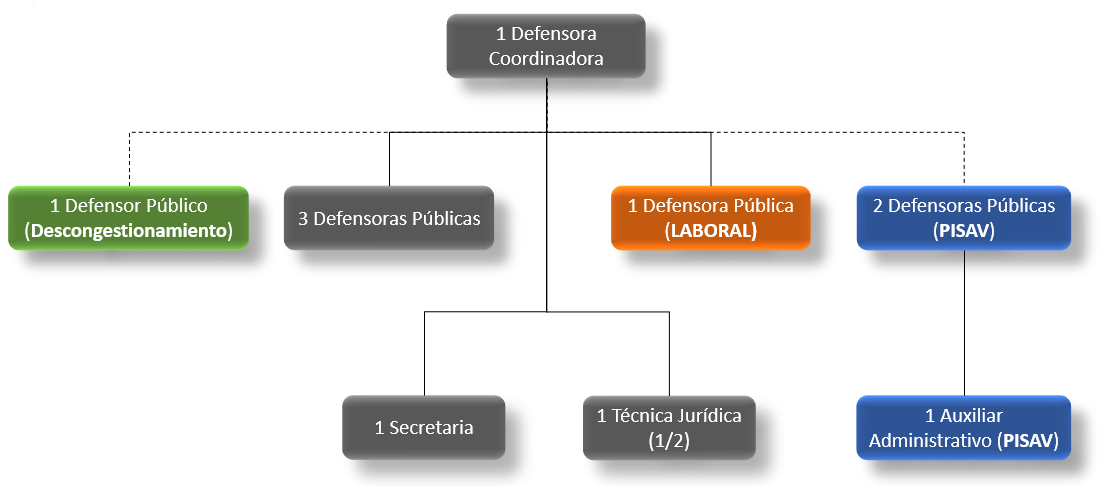 1 Defensora
Coordinadora
1 Defensor Público
(Descongestionamiento)
3 Defensoras Públicas
1 Defensora Pública
(LABORAL)
2 Defensoras Públicas
(PISAV)
1 Secretaria
1 Técnica Jurídica
(1/2)
1 Auxiliar
Administrativo (PISAV)